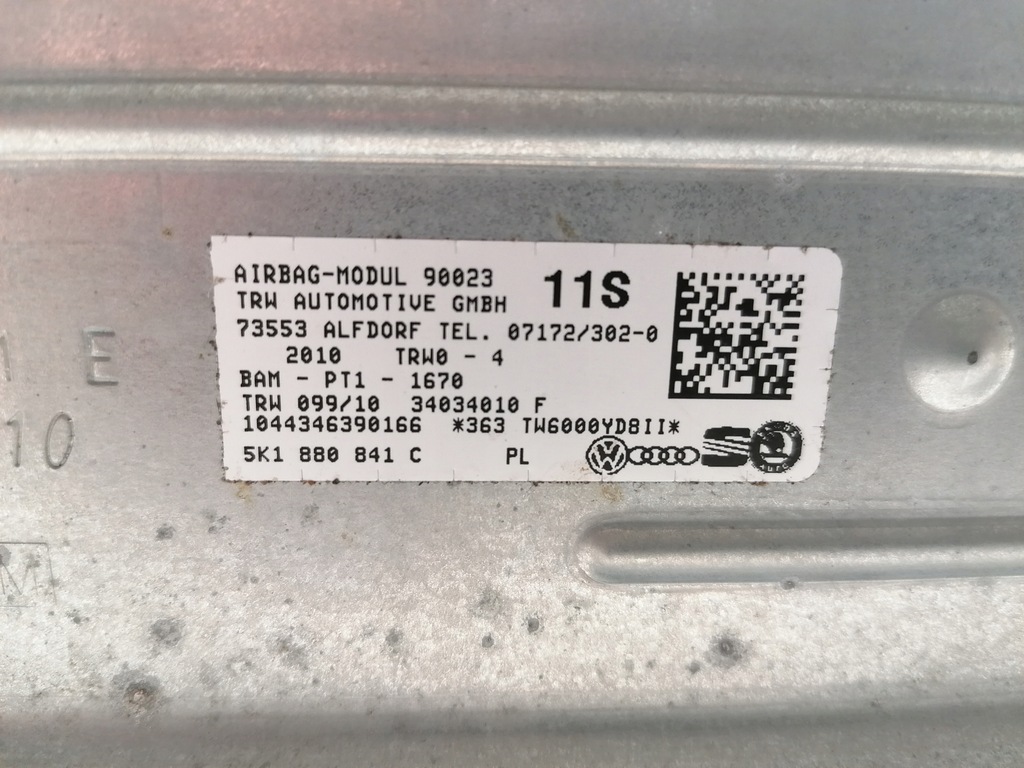 AIRBAG-MODUL 90023 11S
TRW AUTOMOTIVE GMBH
73553 ALFDORF TEL. 07172/302-0
2010 TRW0 - 4
BAM - PT1 - 1670
TRW 099/10 34034010 F
1044346390166 *363 TW6000YD8II*
5K1 880 841 C PL
1 E
10
M